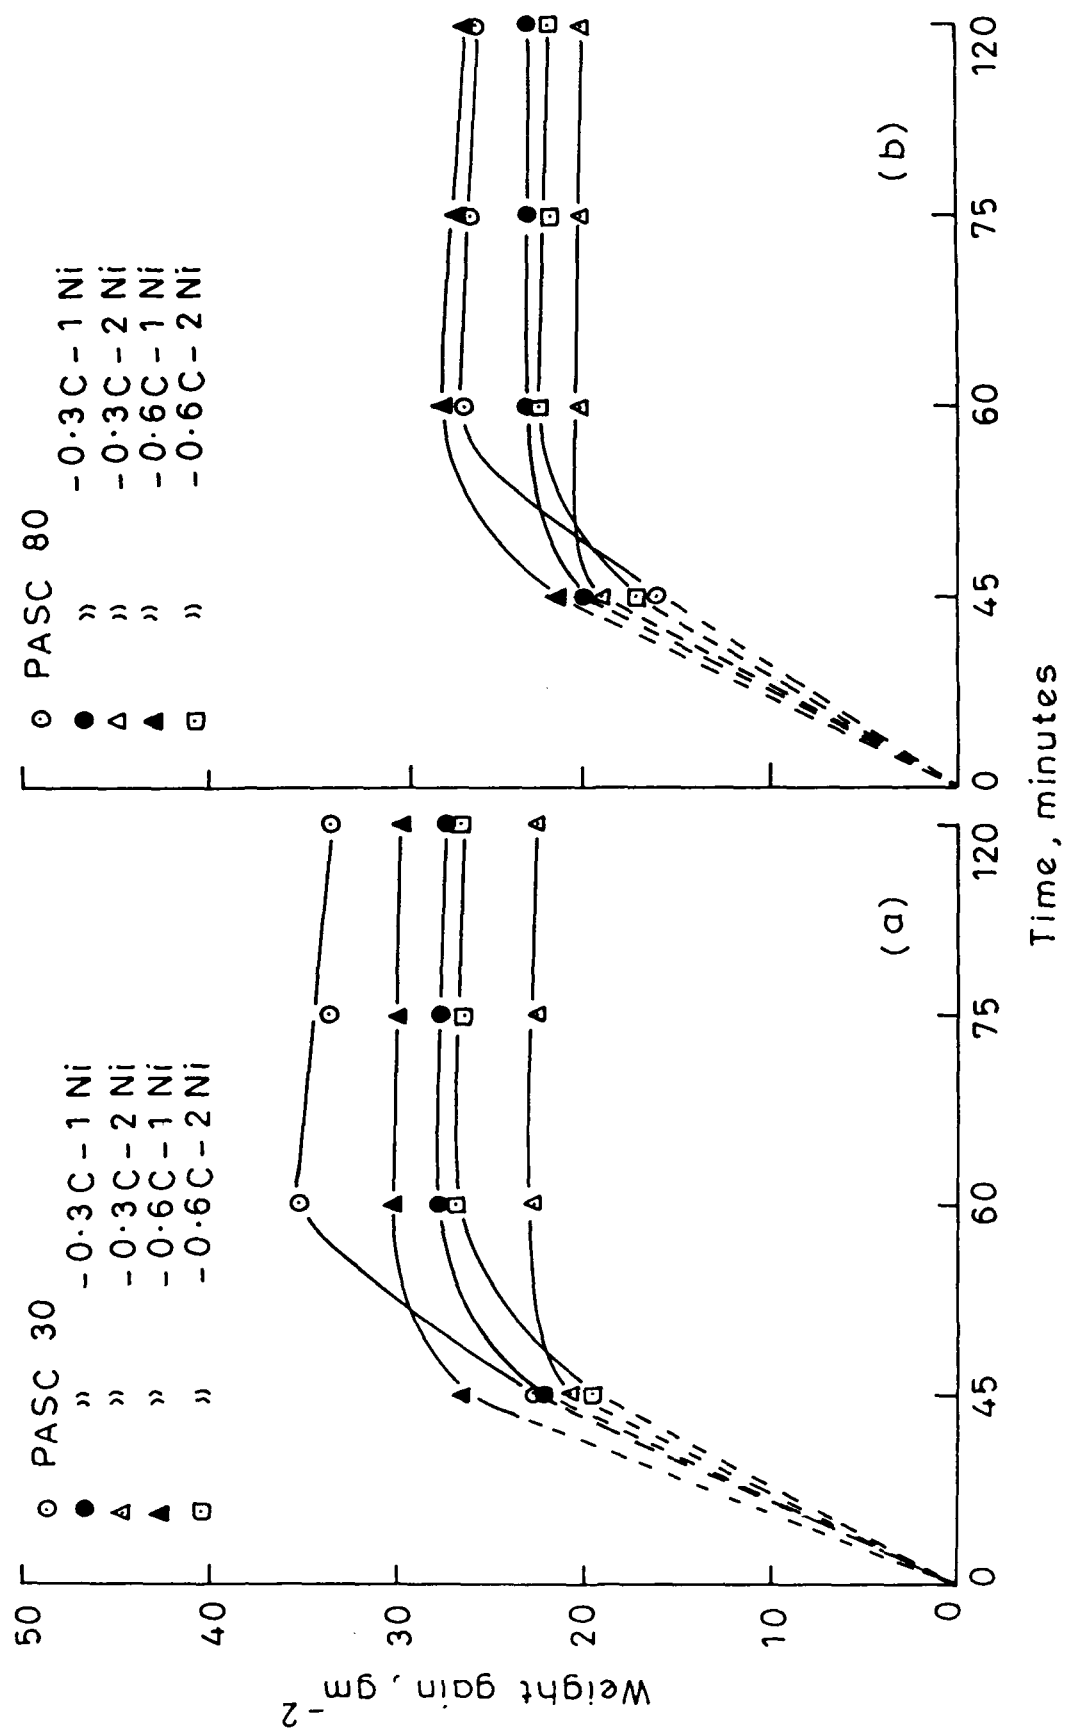 Weight gain, gm⁻²
50
40
30
20
10
0
⊙ PASC 30
● " -0·3C-1Ni
△ " -0·3C-2Ni
▲ " -0·6C-1Ni
⊡ " -0·6C-2Ni
(a)
0 45 60 75 120
⊙ PASC 80
● " -0·3C-1Ni
△ " -0·3C-2Ni
▲ " -0·6C-1Ni
⊡ " -0·6C-2Ni
(b)
0 45 60 75 120
Time, minutes